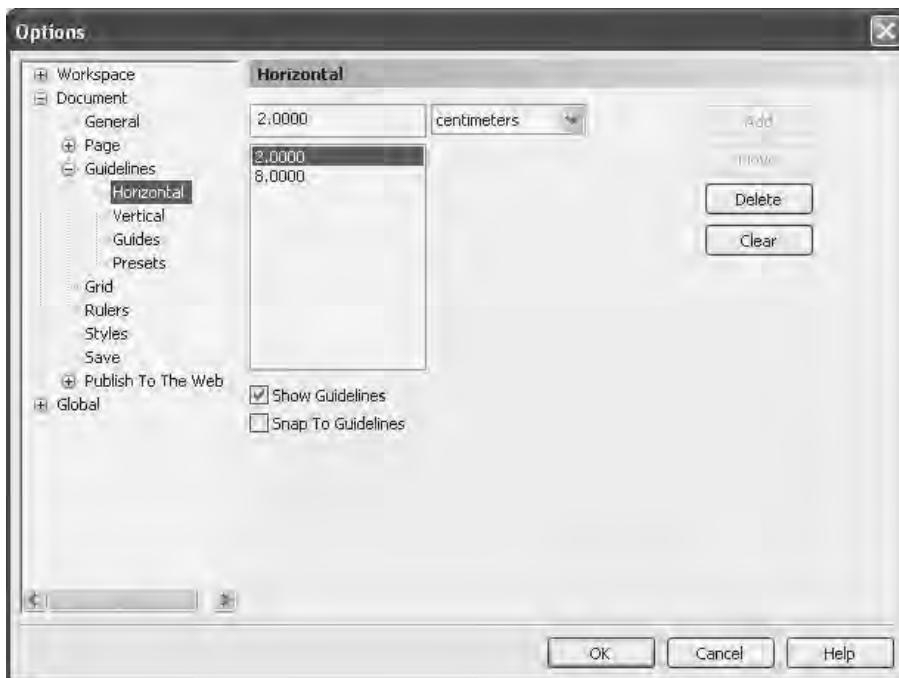 Options
Workspace
Document
General
Page
Guidelines
Horizontal
Vertical
Guides
Presets
Grid
Rulers
Styles
Save
Publish To The Web
Global
Horizontal
2.0000 centimeters
2.0000
8.0000
Show Guidelines
Snap To Guidelines
Add
Move
Delete
Clear
OK Cancel Help